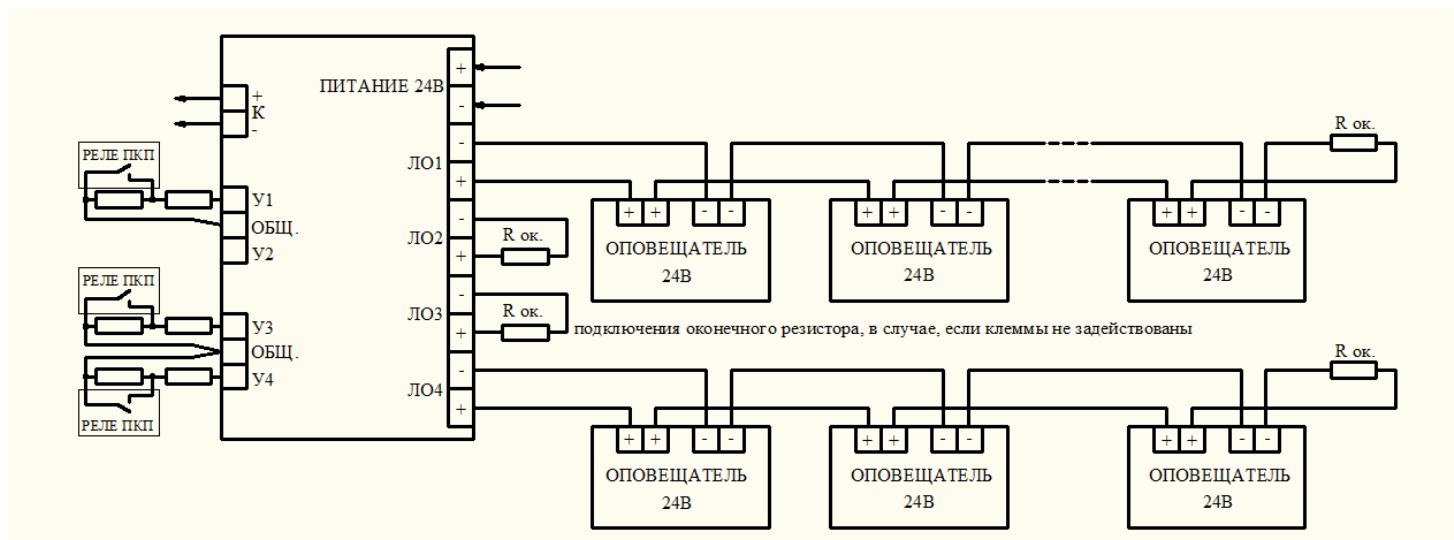 ПИТАНИЕ 24В
+
-
+
К
-
РЕЛЕ ПКП
У1
ОБЩ.
У2
РЕЛЕ ПКП
У3
ОБЩ.
У4
РЕЛЕ ПКП
ЛО1
-
+
ЛО2
-
+
R ок.
ЛО3
-
+
R ок.
подключения оконечного резистора, в случае, если клеммы не задействованы
ЛО4
-
+
R ок.
+ + - -
ОПОВЕЩАТЕЛЬ
24В
+ + - -
ОПОВЕЩАТЕЛЬ
24В
+ + - -
ОПОВЕЩАТЕЛЬ
24В
R ок.
+ + - -
ОПОВЕЩАТЕЛЬ
24В
+ + - -
ОПОВЕЩАТЕЛЬ
24В
+ + - -
ОПОВЕЩАТЕЛЬ
24В